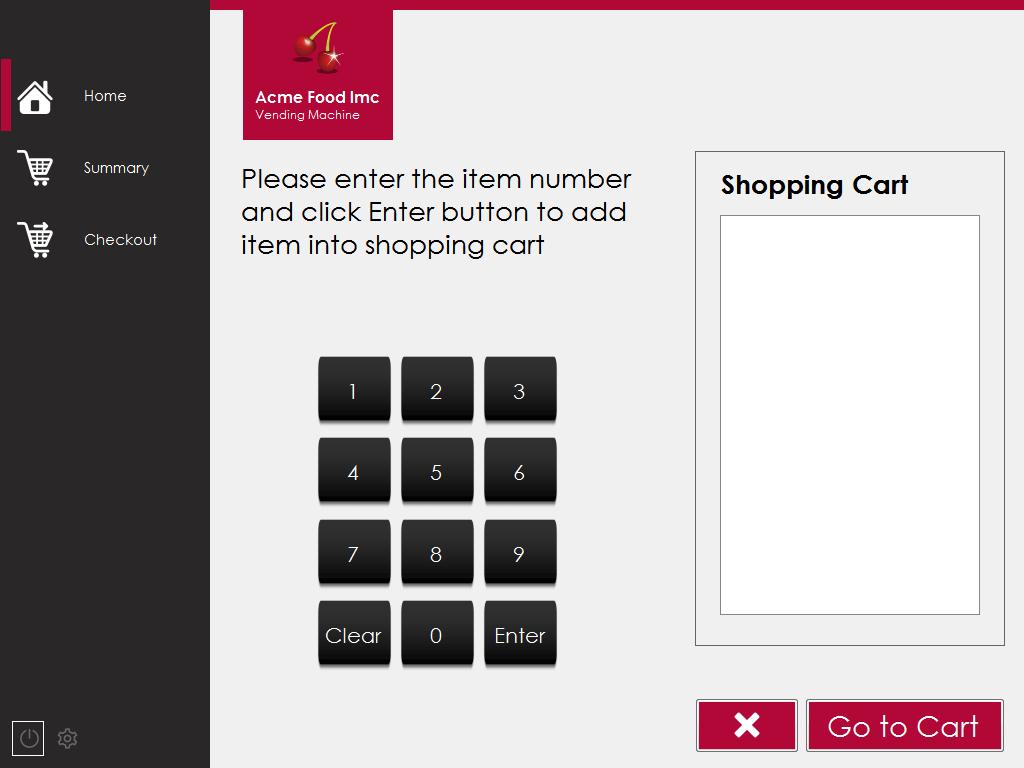 Home
Summary
Checkout
Acme Food Imc
Vending Machine
Please enter the item number
and click Enter button to add
item into shopping cart
1 2 3
4 5 6
7 8 9
Clear 0 Enter
Shopping Cart
Go to Cart